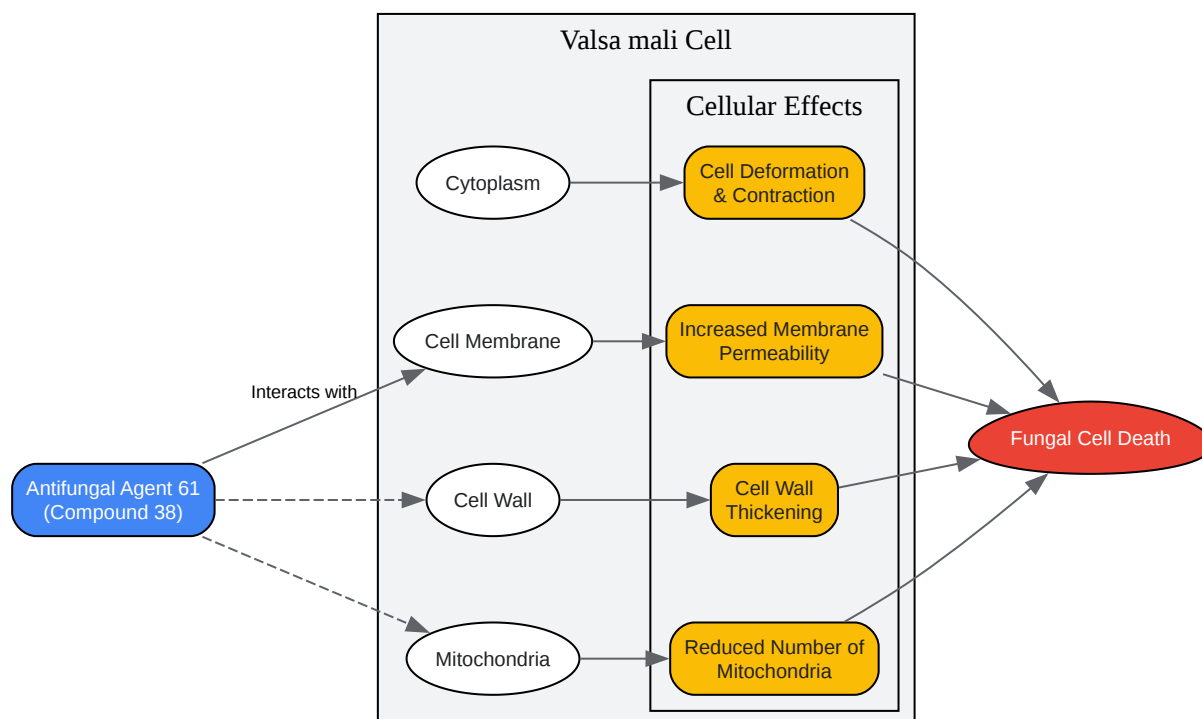 Valsa mali Cell
Cellular Effects
Cytoplasm
Cell Deformation
& Contraction
Cell Membrane
Increased Membrane
Permeability
Interacts with
Fungal Cell Death
Antifungal Agent 61
(Compound 38)
Cell Wall
Cell Wall
Thickening
Mitochondria
Reduced Number of
Mitochondria